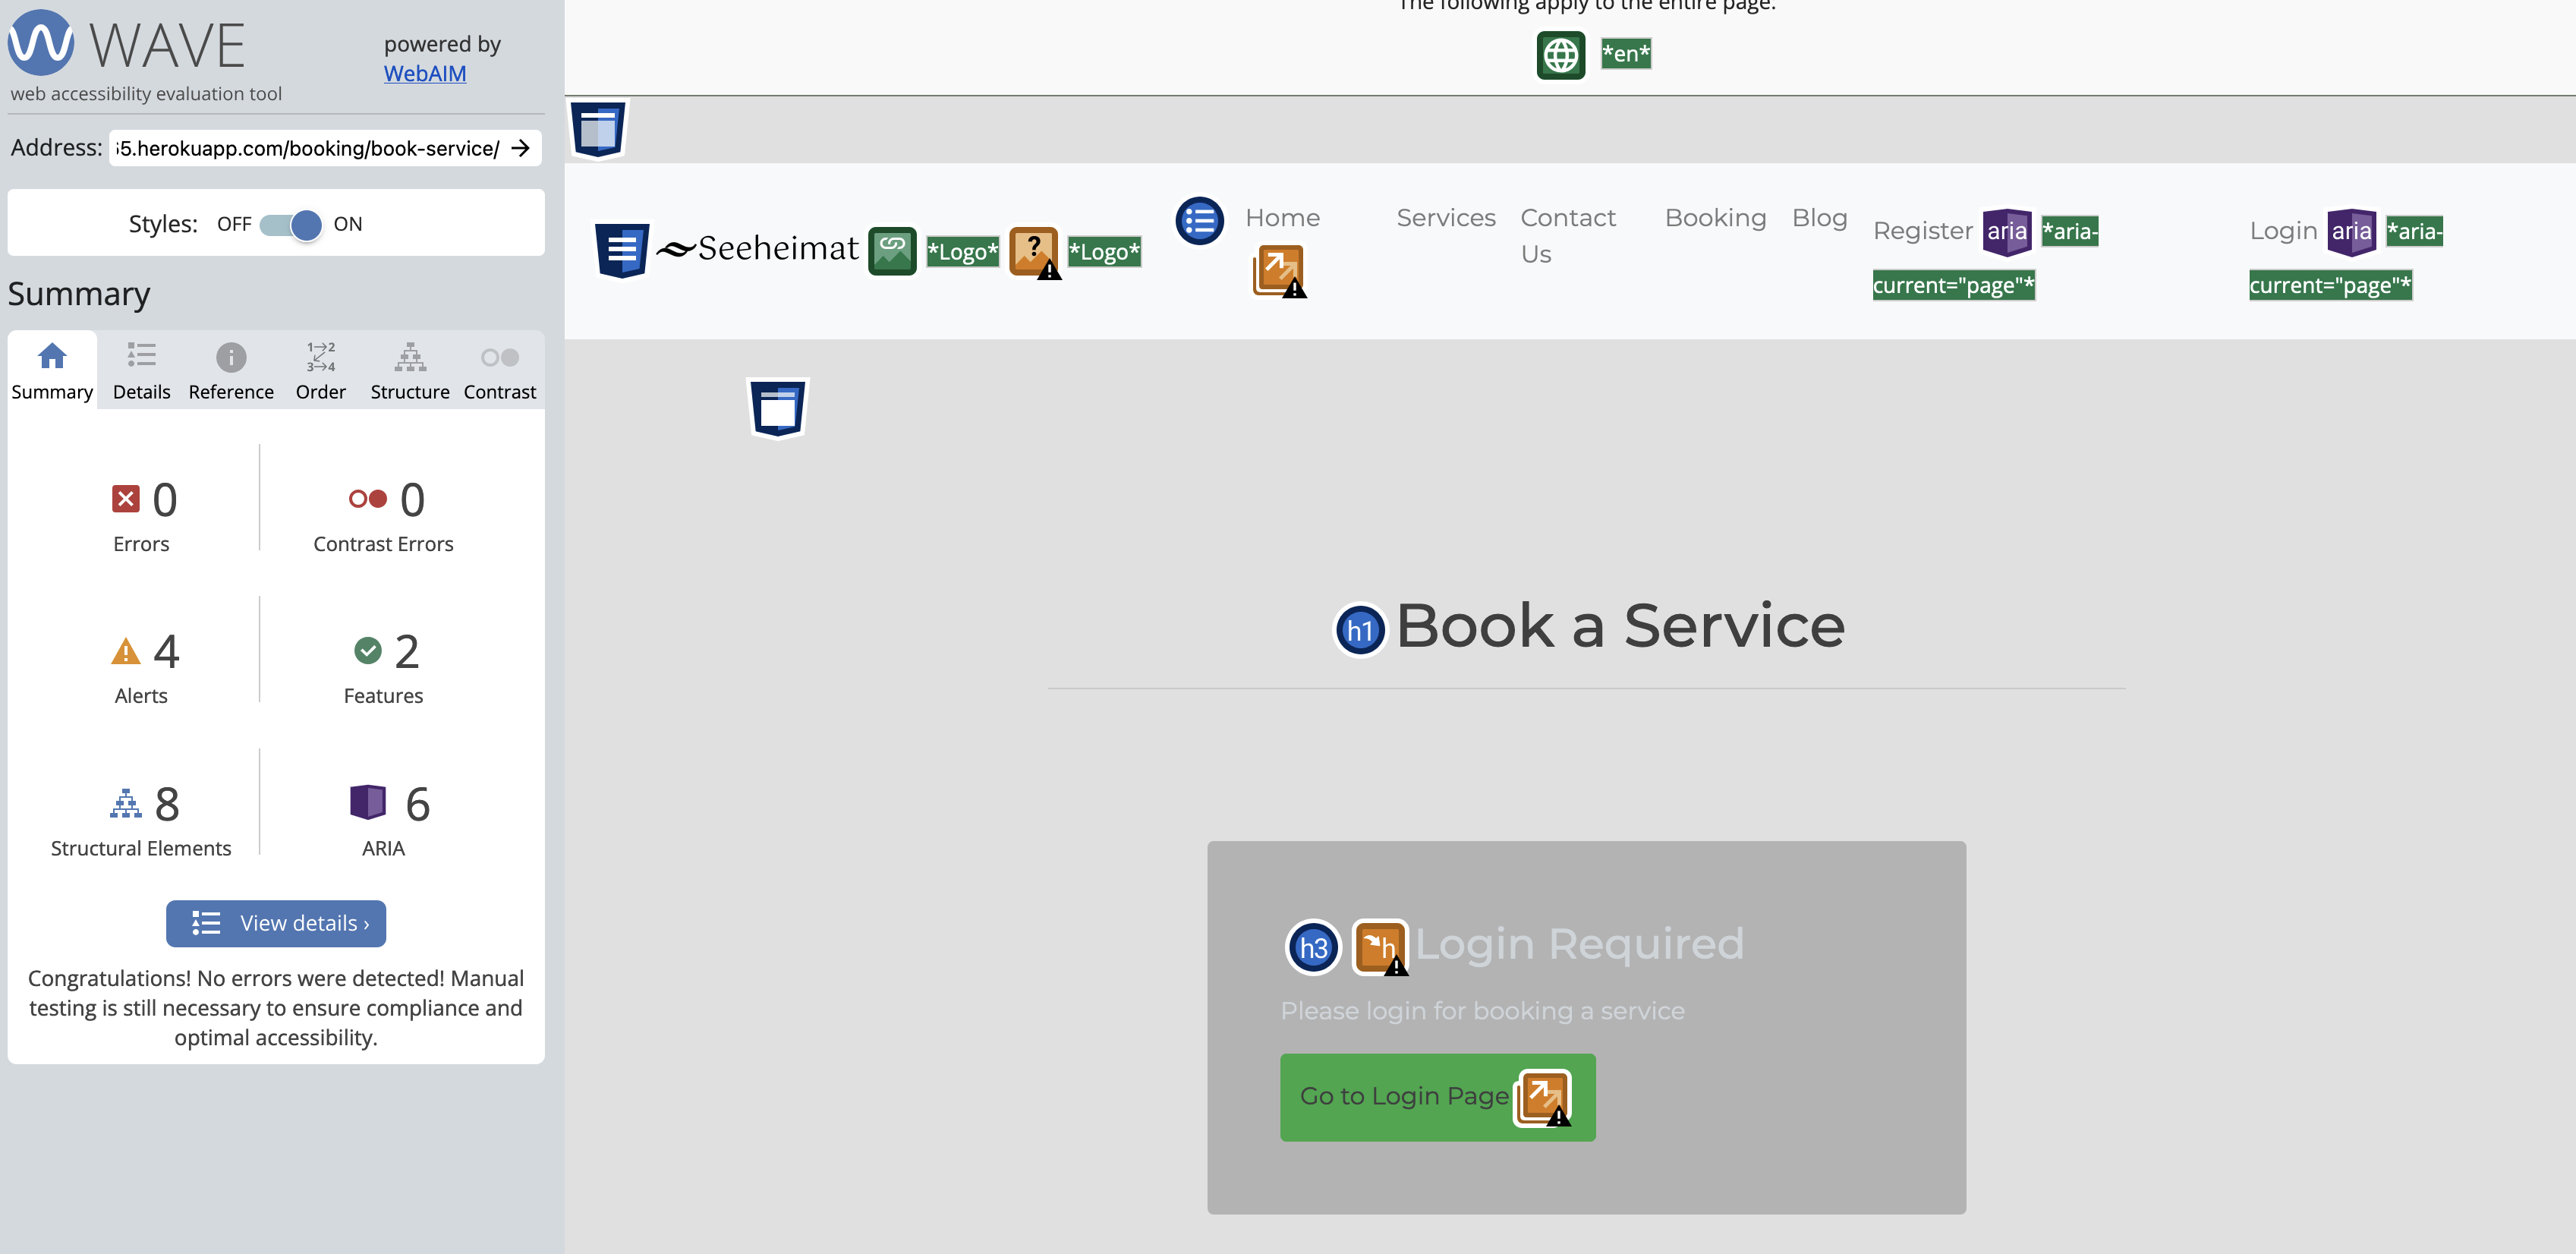 WAVE
powered by
WebAIM
web accessibility evaluation tool
Address: 5.herokuapp.com/booking/book-service/
Styles: OFF ON
Summary
1→2
3→4
Summary Details Reference Order Structure Contrast
0 0
Errors Contrast Errors
4 2
Alerts Features
8 6
Structural Elements ARIA
View details ›
Congratulations! No errors were detected! Manual
testing is still necessary to ensure compliance and
optimal accessibility.
The following apply to the entire page:
*en*
Seeheimat *Logo* ? *Logo*
Home Services Contact Us Booking Blog
Register aria *aria-current="page"*
Login aria *aria-current="page"*
h1 Book a Service
h3 h Login Required
Please login for booking a service
Go to Login Page